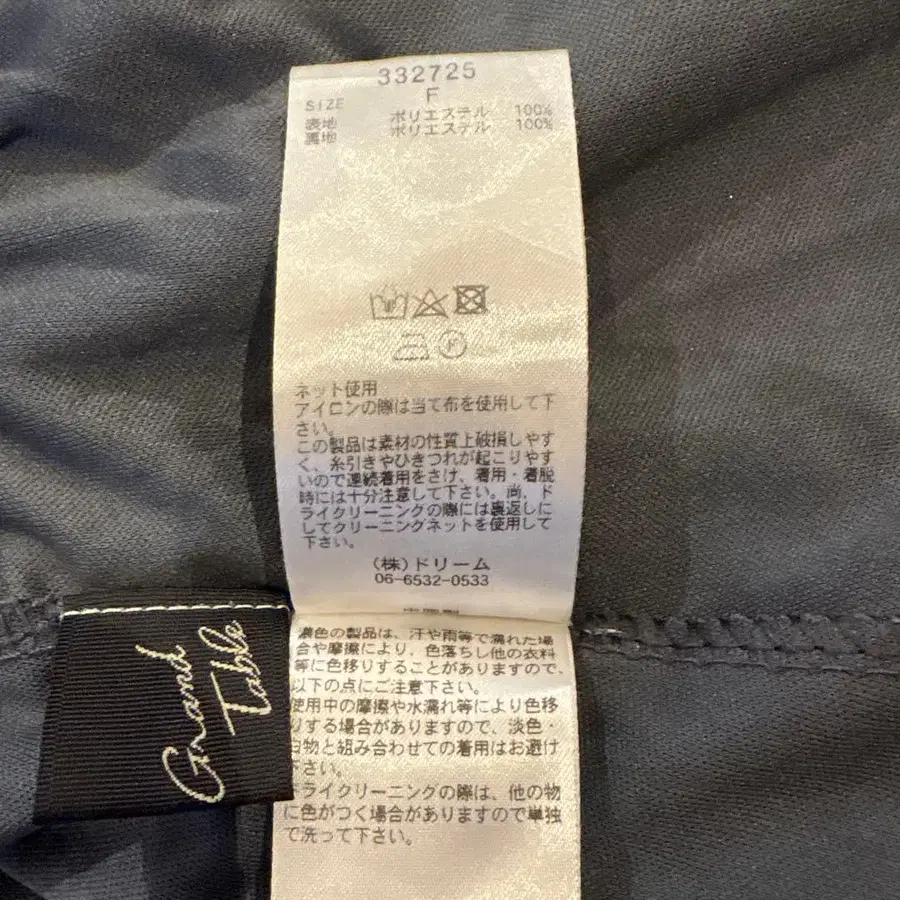 332725
SIZE F
表地 ポリエステル 100%
裏地 ポリエステル 100%
F
ネット使用
アイロンの際は当て布を使用して下
さい。
この製品は素材の性質上破損しやす
く、糸引きやひきつれが起こりやす
いので連続着用をさけ、着用・着脱
時には十分注意して下さい。尚、ド
ライクリーニングの際には裏返しに
してクリーニングネットを使用して
下さい。
(株)ドリーム
06-6532-0533
Grand
Table
濃色の製品は、汗や雨等で濡れた場
合や摩擦により、色落ちし他の衣料
等に色移りすることがありますので、
以下の点にご注意下さい。
使用中の摩擦や水濡れ等により色移
りする場合がありますので、淡色・
白物と組み合わせての着用はお避け
下さい。
ドライクリーニングの際は、他の物
に色がつく場合がありますので単独
で洗って下さい。